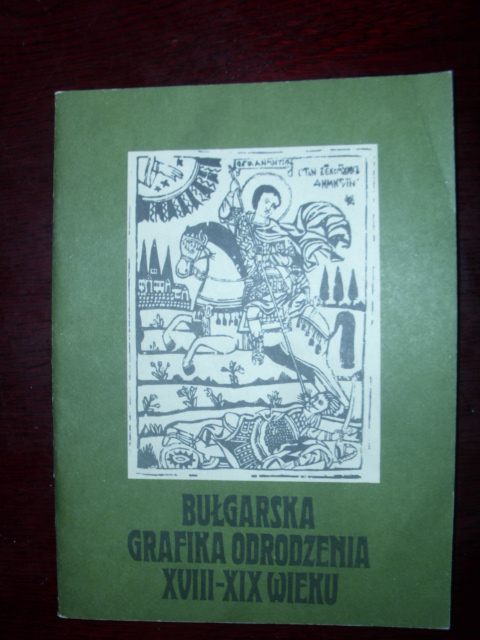 BUŁGARSKA
GRAFIKA ODRODZENIA
XVIII-XIX WIEKU